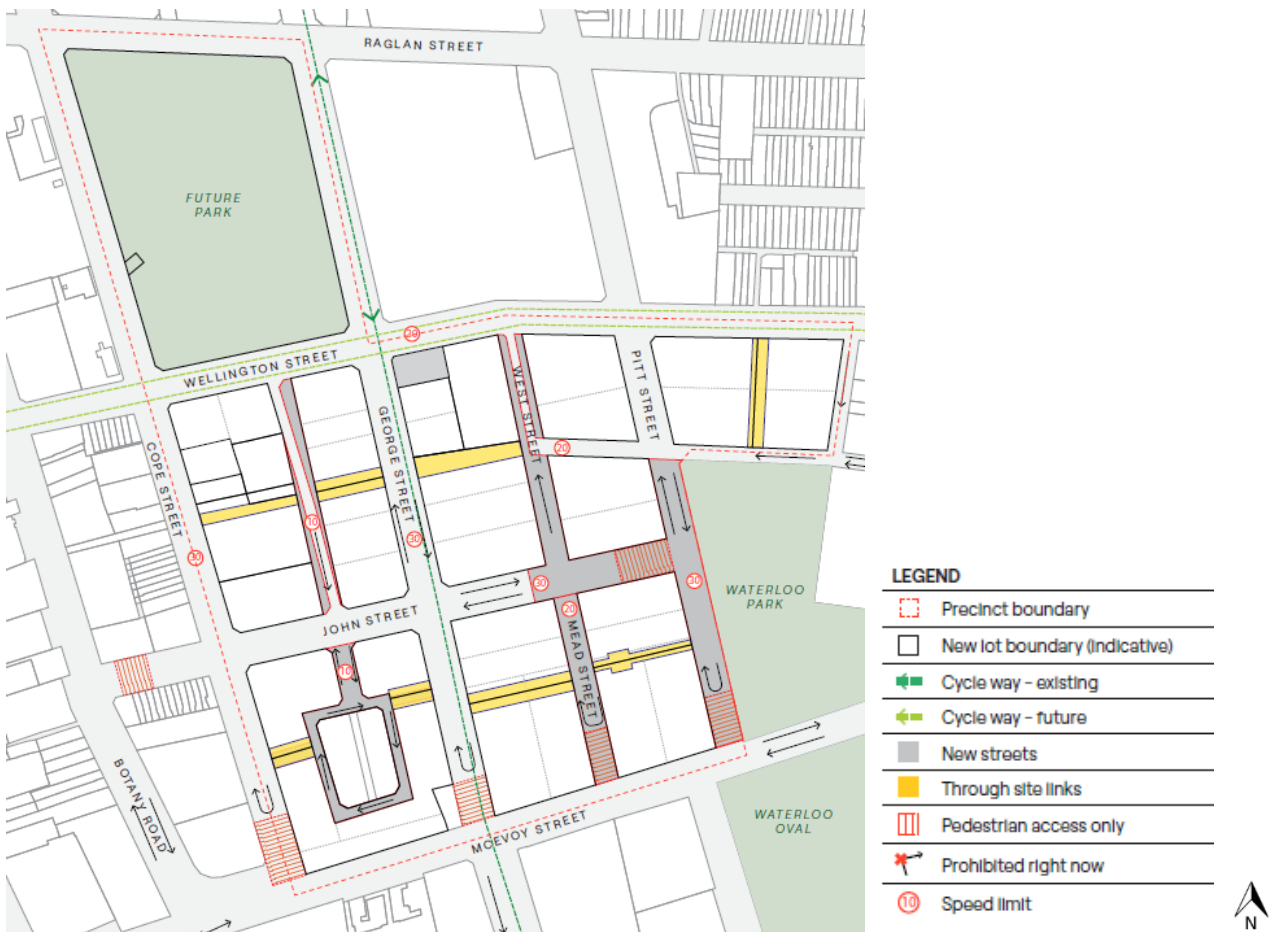 RAGLAN STREET
FUTURE
PARK
20
WELLINGTON STREET
WEST STREET
PITT STREET
GEORGE STREET
COPE STREET
20
10
30
30
30
30
20
WATERLOO
PARK
JOHN STREET
MEAD STREET
10
BOTANY ROAD
MCEVOY STREET
WATERLOO
OVAL
LEGEND
Precinct boundary
New lot boundary (indicative)
Cycle way – existing
Cycle way – future
New streets
Through site links
Pedestrian access only
Prohibited right now
10 Speed limit
N